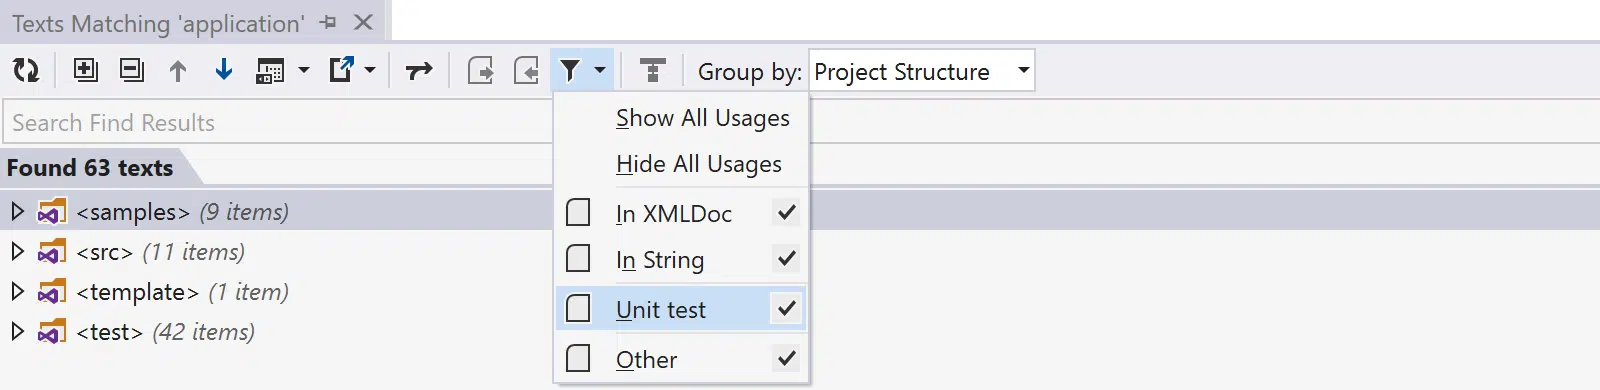 Texts Matching 'application'
Group by: Project Structure
Search Find Results
Show All Usages
Hide All Usages
In XMLDoc
In String
Unit test
Other
Found 63 texts
<samples> (9 items)
<src> (11 items)
<template> (1 item)
<test> (42 items)